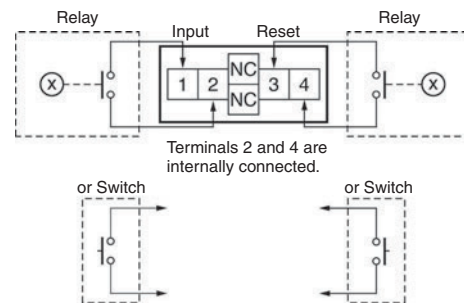 Relay
Input
Reset
Relay
X
1
2
NC
NC
3
4
X
Terminals 2 and 4 are
internally connected.
or Switch
or Switch